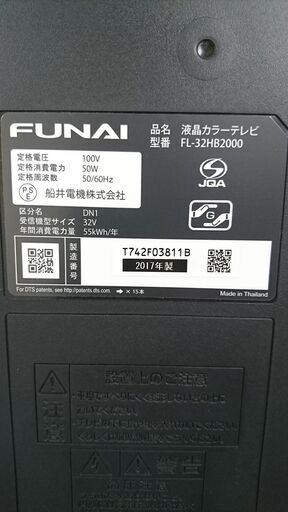 FUNAI
品名 液晶カラーテレビ
型番 FL-32HB2000
定格電圧 100V
定格消費電力 50W
定格周波数 50/60Hz
PSE
船井電機株式会社
JQA
G
区分名 DN1
受信機型サイズ 32V
年間消費電力量 55kWh/年
製造番号
T742F03811B
2017年製
For DTS patents, see http://patents.dts.com.
→ × 15本
Made in Thailand
設置上のご注意
注意
警告